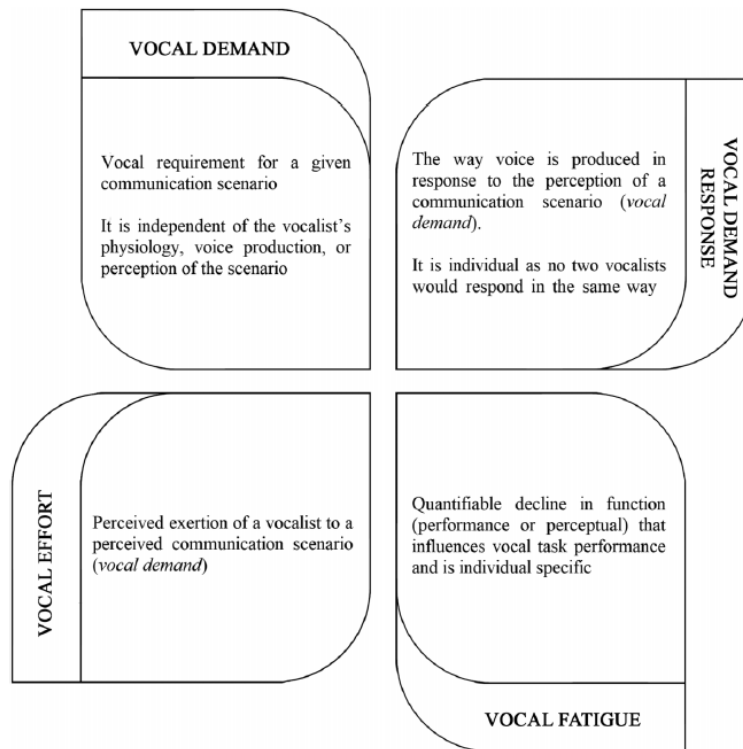 VOCAL DEMAND
Vocal requirement for a given
communication scenario
It is independent of the vocalist's
physiology, voice production, or
perception of the scenario
The way voice is produced in
response to the perception of a
communication scenario (vocal
demand).
It is individual as no two vocalists
would respond in the same way
VOCAL DEMAND
RESPONSE
VOCAL EFFORT
Perceived exertion of a vocalist to a
perceived communication scenario
(vocal demand)
Quantifiable decline in function
(performance or perceptual) that
influences vocal task performance
and is individual specific
VOCAL FATIGUE